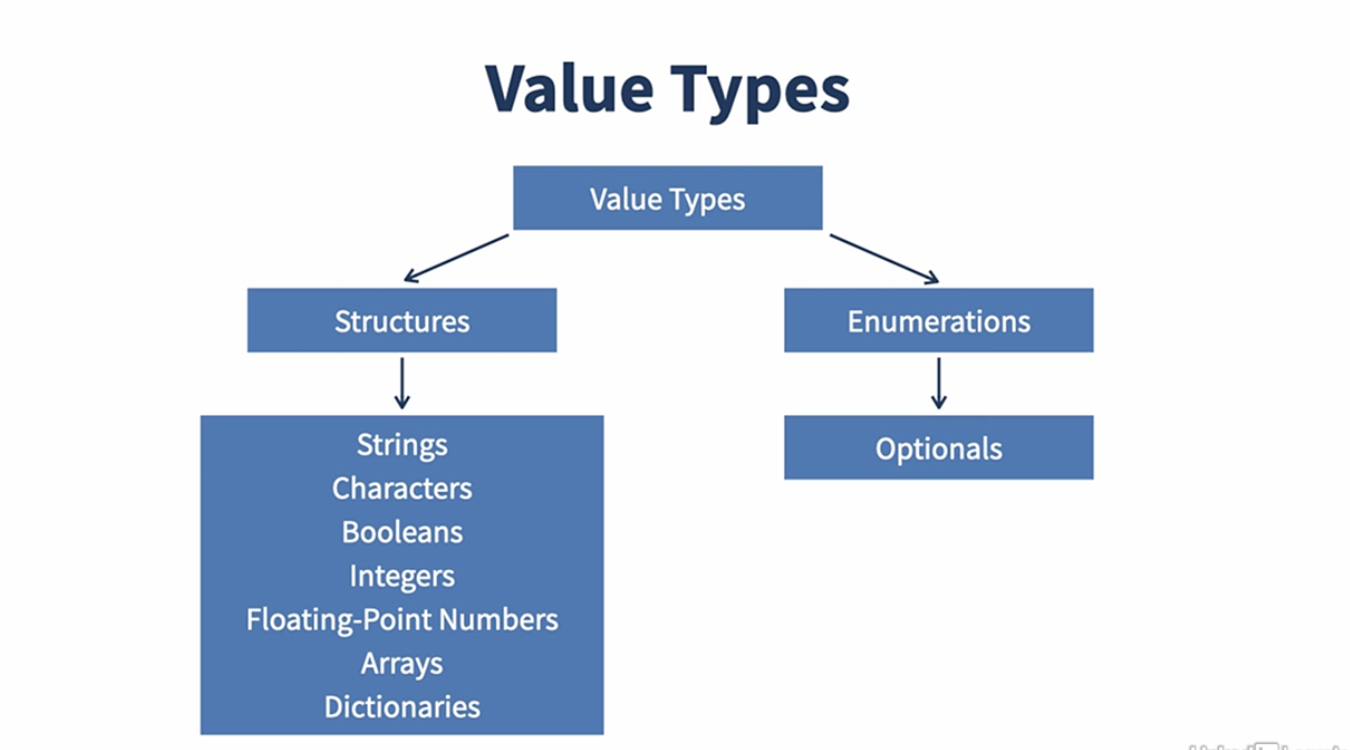 Value Types
Value Types
Structures
Enumerations
Strings
Characters
Booleans
Integers
Floating-Point Numbers
Arrays
Dictionaries
Optionals